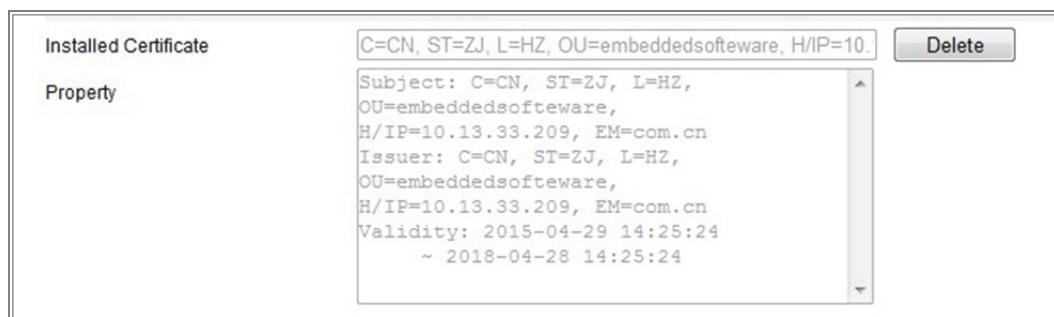 Installed Certificate
C=CN, ST=ZJ, L=HZ, OU=embeddedsofteware, H/IP=10.
Delete
Property
Subject: C=CN, ST=ZJ, L=HZ,
OU=embeddedsofteware,
H/IP=10.13.33.209, EM=com.cn
Issuer: C=CN, ST=ZJ, L=HZ,
OU=embeddedsofteware,
H/IP=10.13.33.209, EM=com.cn
Validity: 2015-04-29 14:25:24
~ 2018-04-28 14:25:24